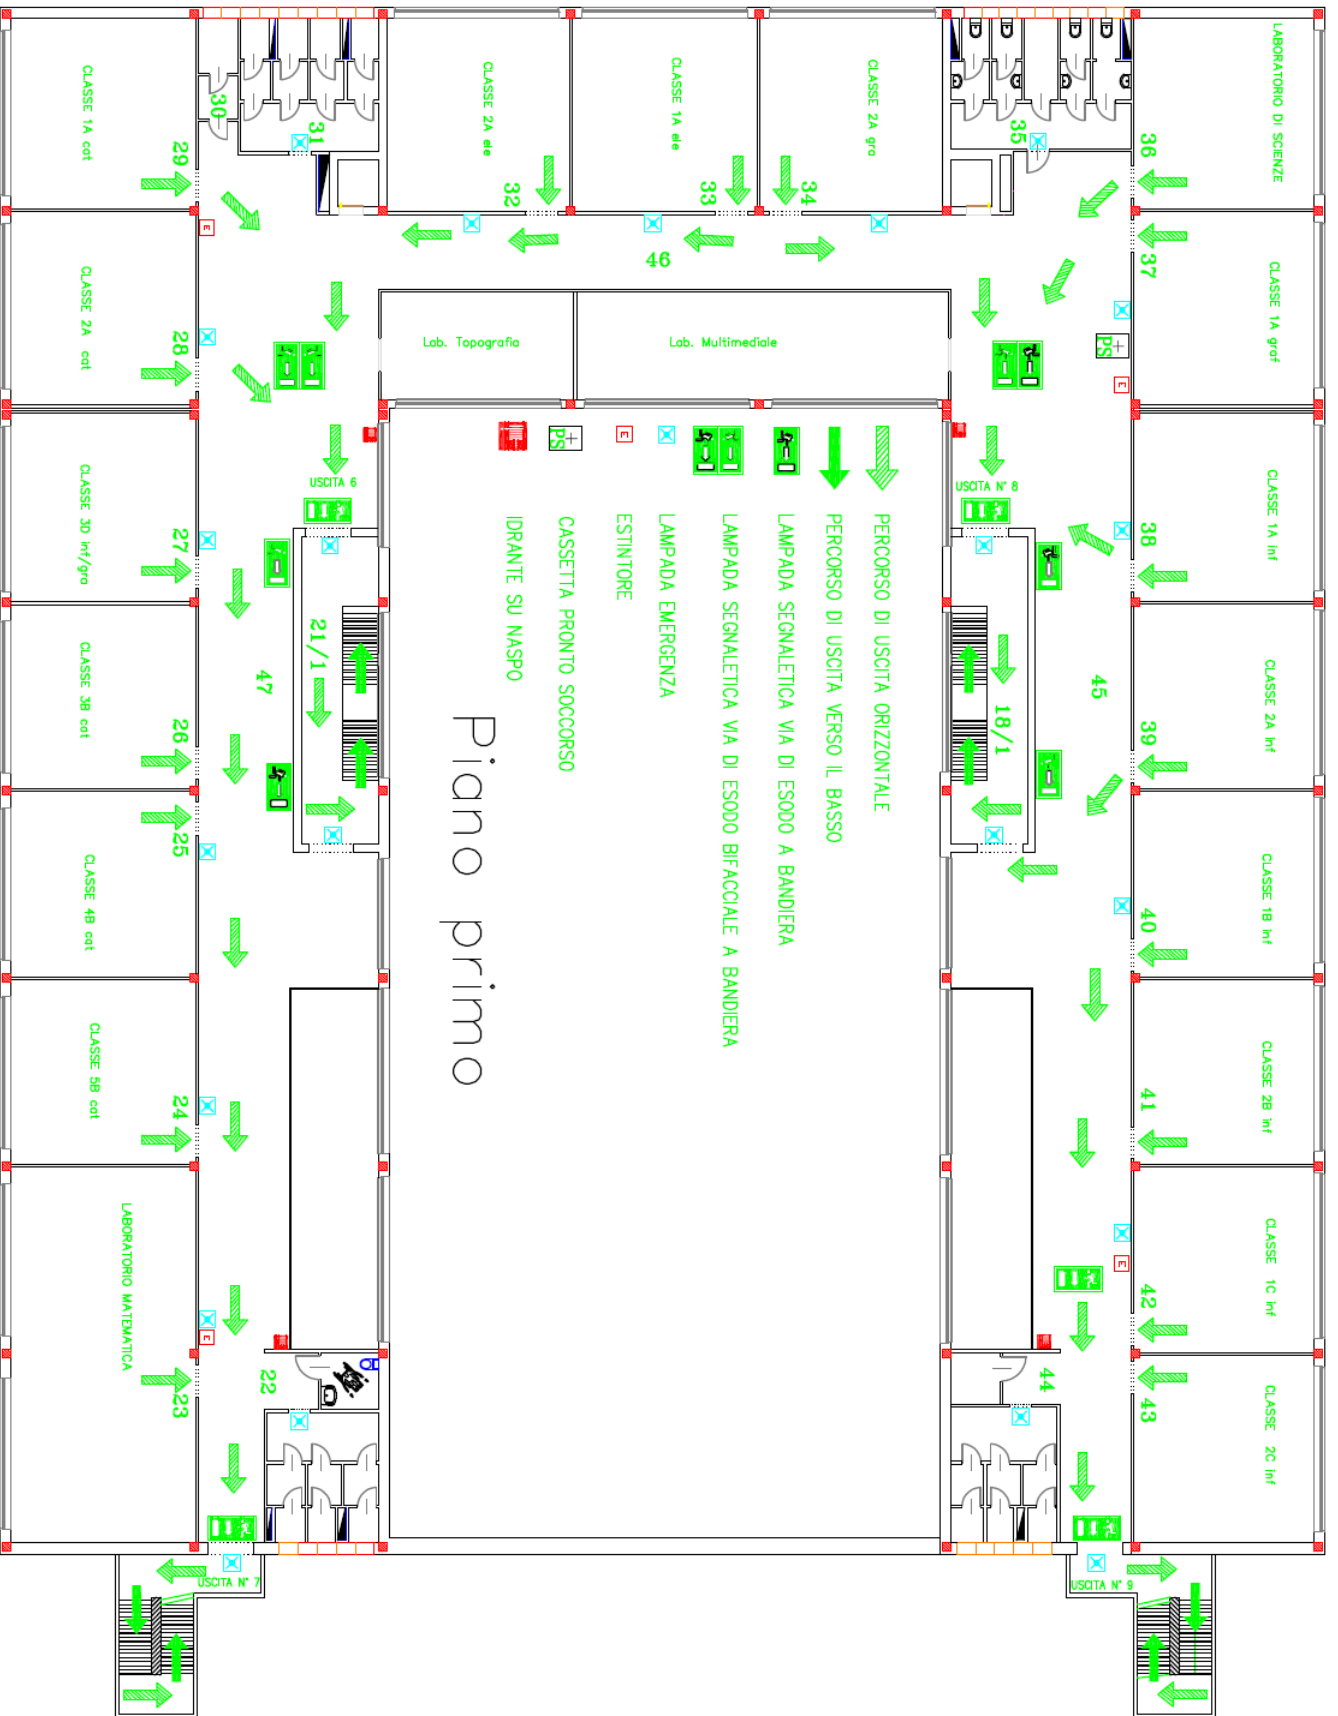 CLASSE 1A cat
29
30
31
CLASSE 2A ele
32
CLASSE 1A ele
33
CLASSE 2A gra
34
35
LABORATORIO DI SCIENZE
36
CLASSE 2A cat
28
46
37
CLASSE 1A graf
Lab. Topografia
Lab. Multimediale
PS
E
E
CLASSE 3D inf/gra
27
USCITA 6
PS
E
USCITA N° 8
38
CLASSE 1A inf
PERCORSO DI USCITA ORIZZONTALE
PERCORSO DI USCITA VERSO IL BASSO
LAMPADA SEGNALETICA VIA DI ESODO A BANDIERA
LAMPADA SEGNALETICA VIA DI ESODO BIFACCIALE A BANDIERA
LAMPADA EMERGENZA
ESTINTORE
CASSETTA PRONTO SOCCORSO
IDRANTE SU NASPO
Piano primo
CLASSE 3B cat
26
47
21/1
18/1
45
39
CLASSE 2A inf
CLASSE 4B cat
25
40
CLASSE 1B inf
CLASSE 5B cat
24
41
CLASSE 2B inf
LABORATORIO MATEMATICA
E
23
22
E
42
CLASSE 1C inf
44
43
CLASSE 2C inf
USCITA N° 7
USCITA N° 9